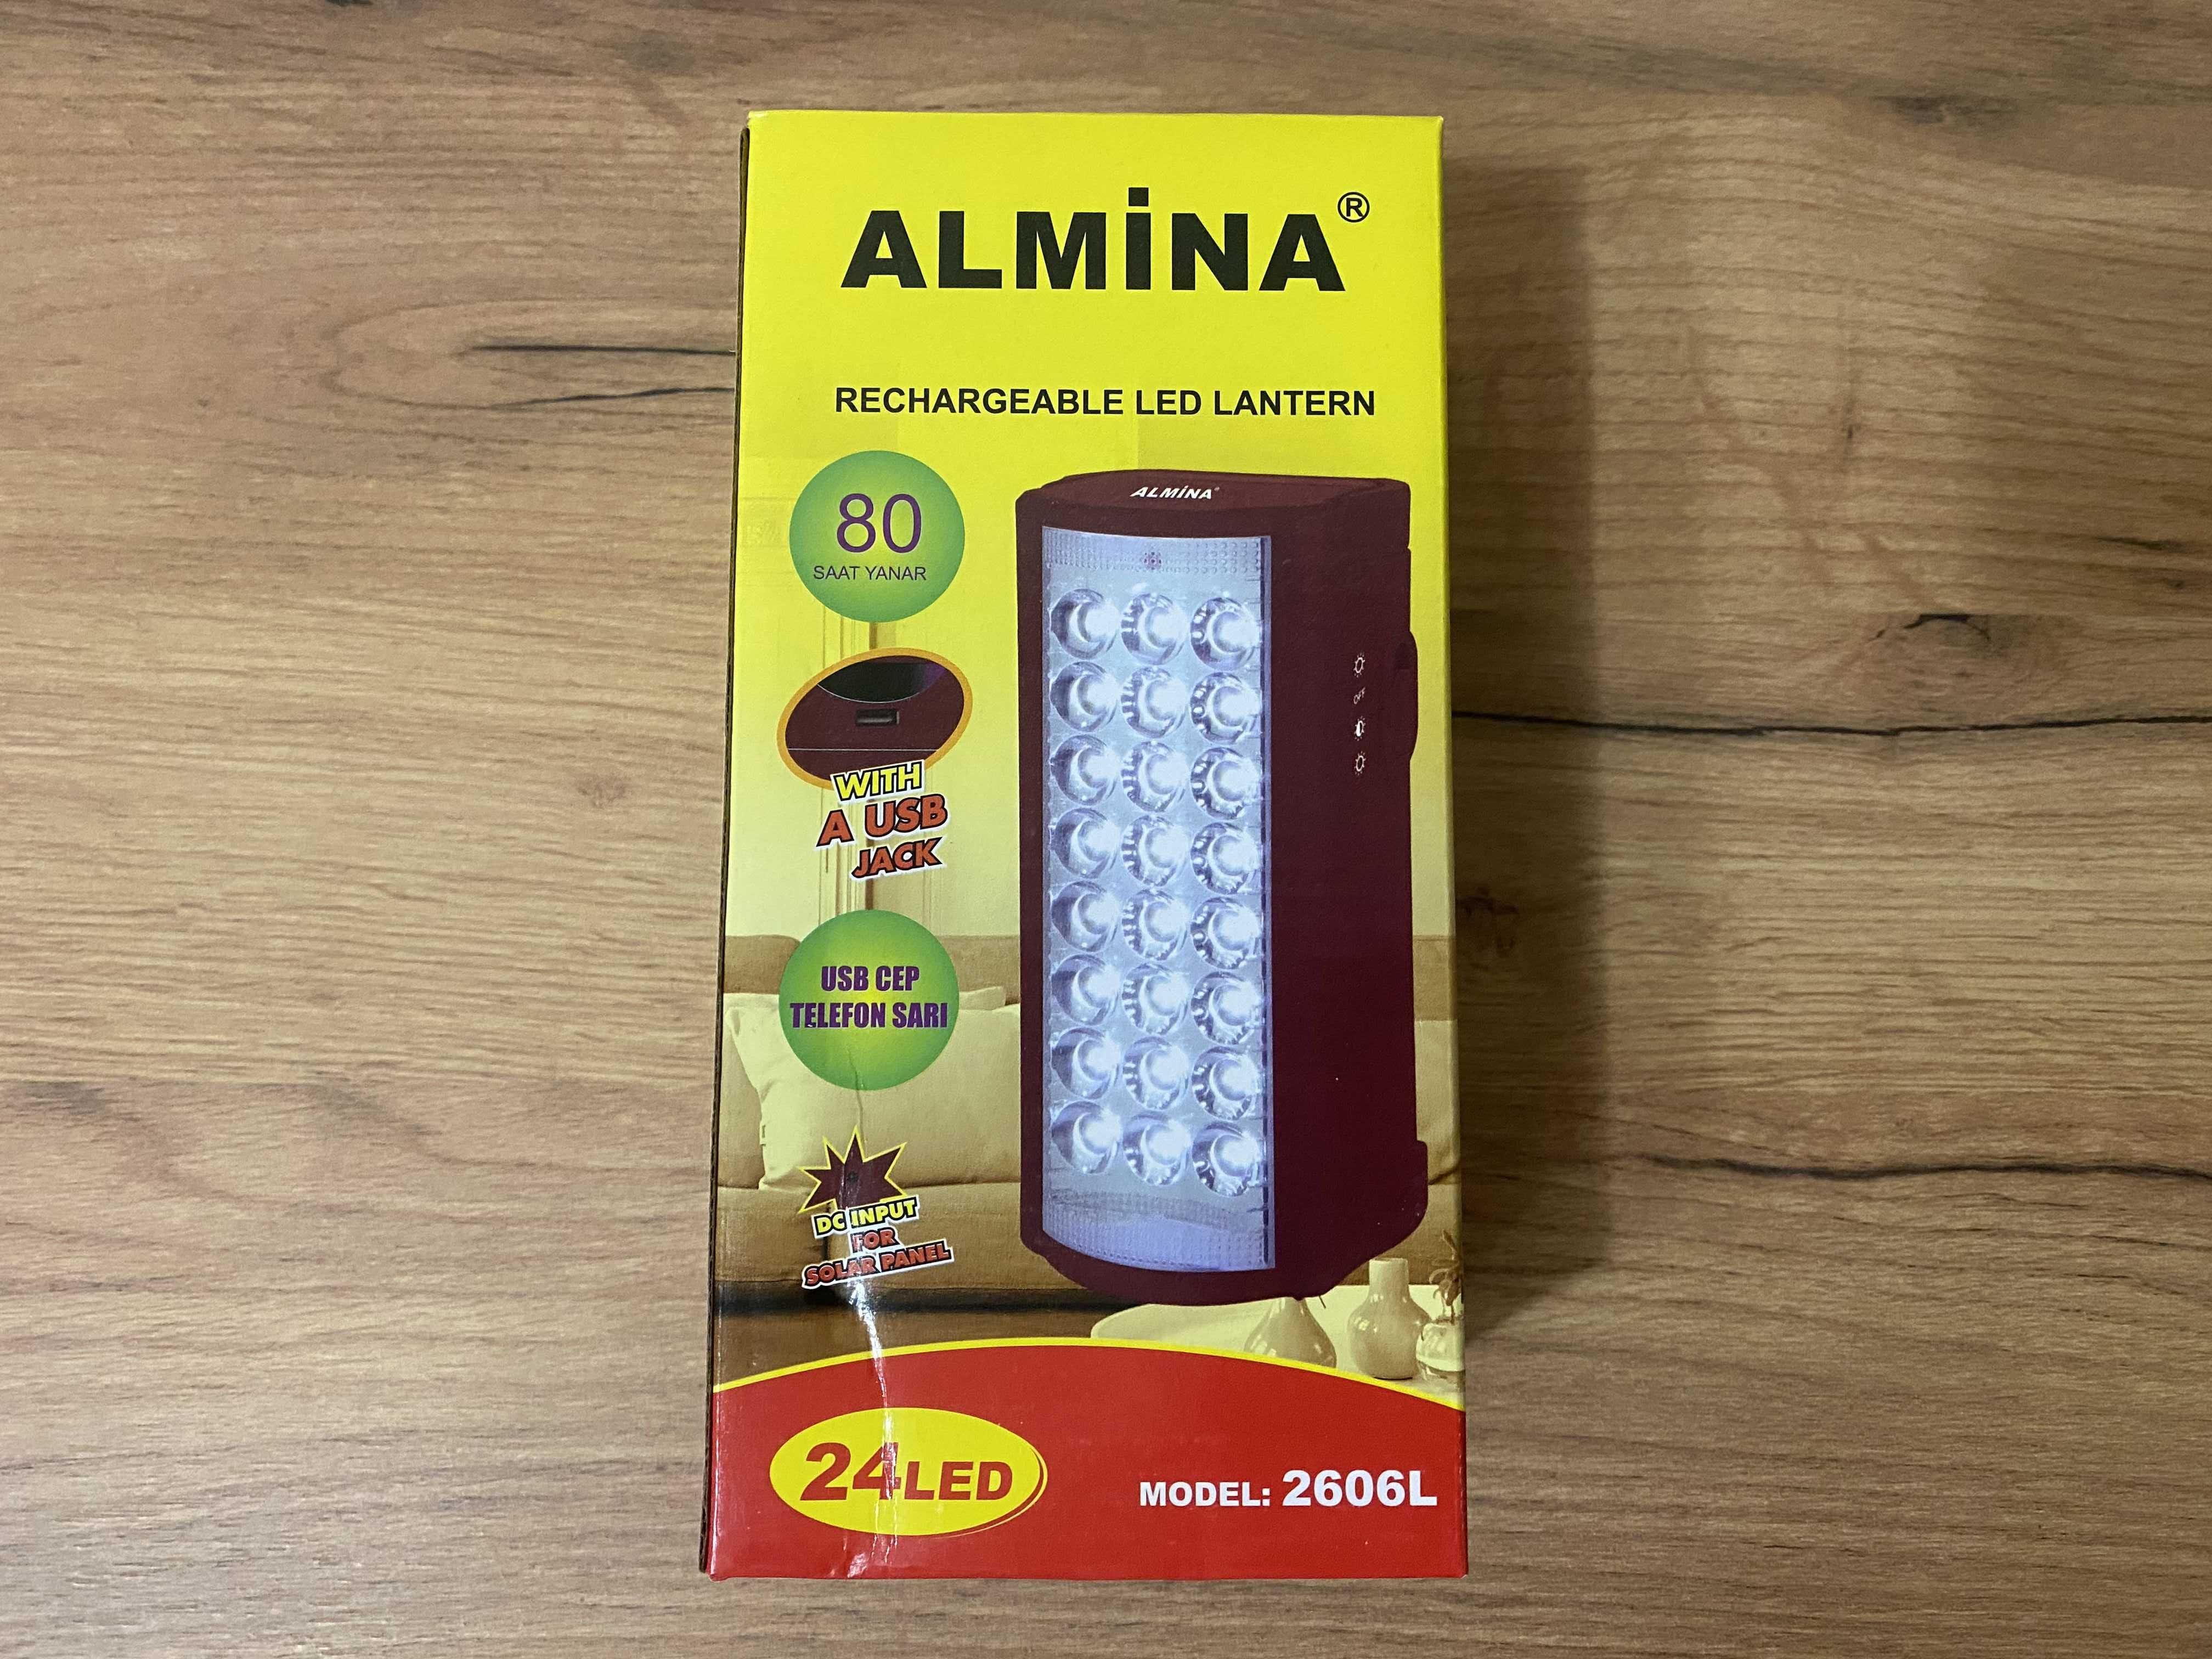 ALMİNA®
RECHARGEABLE LED LANTERN
80
SAAT YANAR
ALMİNA
OFF
WITH
A USB
JACK
USB CEP
TELEFON SARI
DC INPUT
FOR
SOLAR PANEL
24LED
MODEL: 2606L